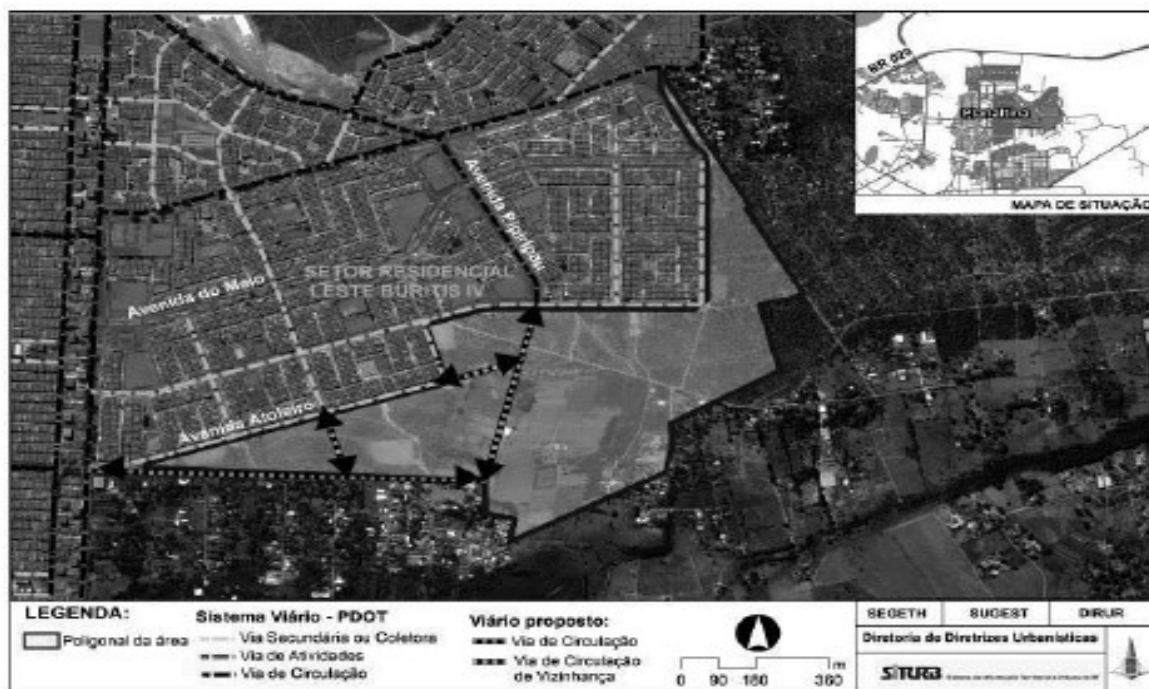 BR 020
Planaltina
MAPA DE SITUAÇÃO
Avenida Piperipau
SETOR RESIDENCIAL
LESTE BURITIS IV
Avenida do Meio
Avenida Atoleiro
LEGENDA:
Poligonal da área
Sistema Viário - PDOT
Via Secundária ou Coletora
Via de Atividades
Via de Circulação
Viário proposto:
Via de Circulação
Via de Circulação
de Vizinhança
m
0 90 180 360
SEGETH SUGEST DIRUR
Diretoria de Diretrizes Urbanísticas
SITURB